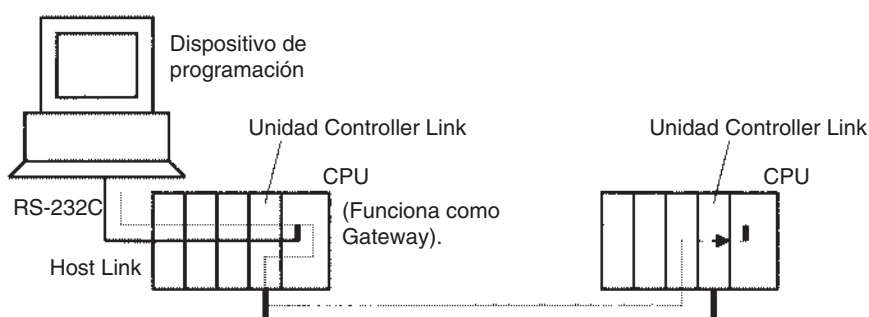 Dispositivo de
programación
Unidad Controller Link
Unidad Controller Link
CPU
CPU
RS-232C
(Funciona como
Gateway).
Host Link